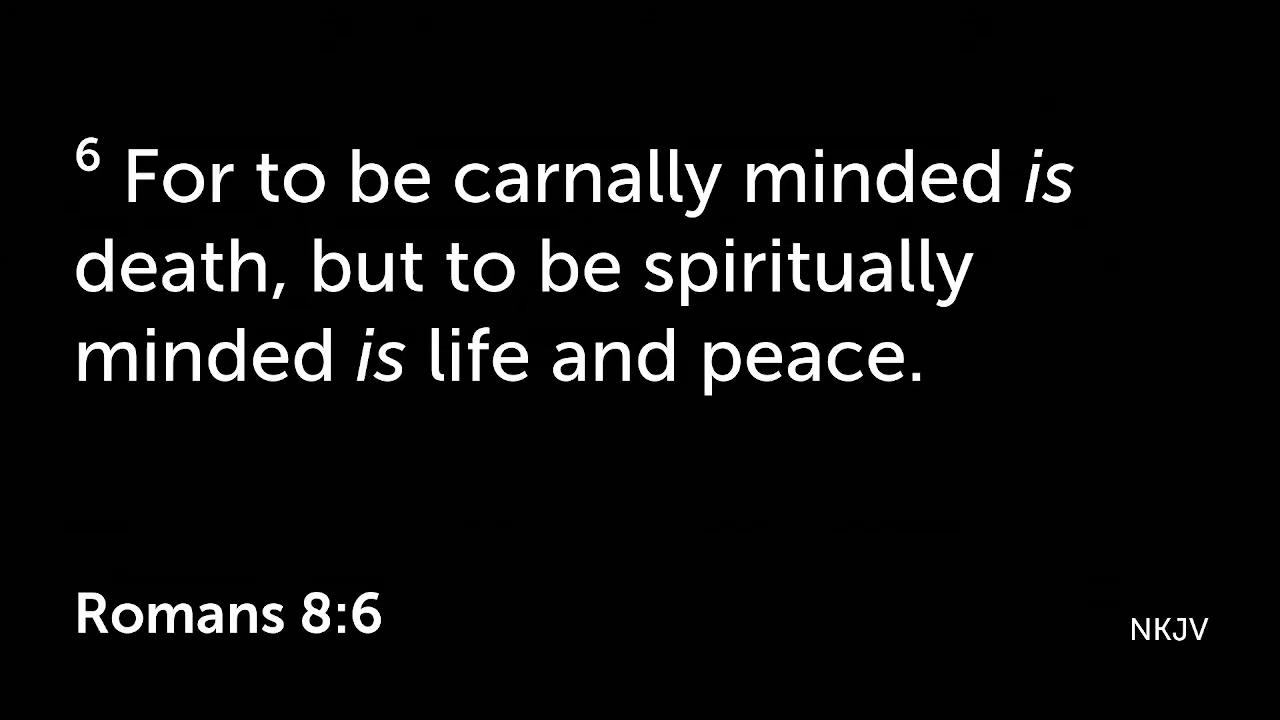 6 For to be carnally minded is
death, but to be spiritually
minded is life and peace.
Romans 8:6
NKJV